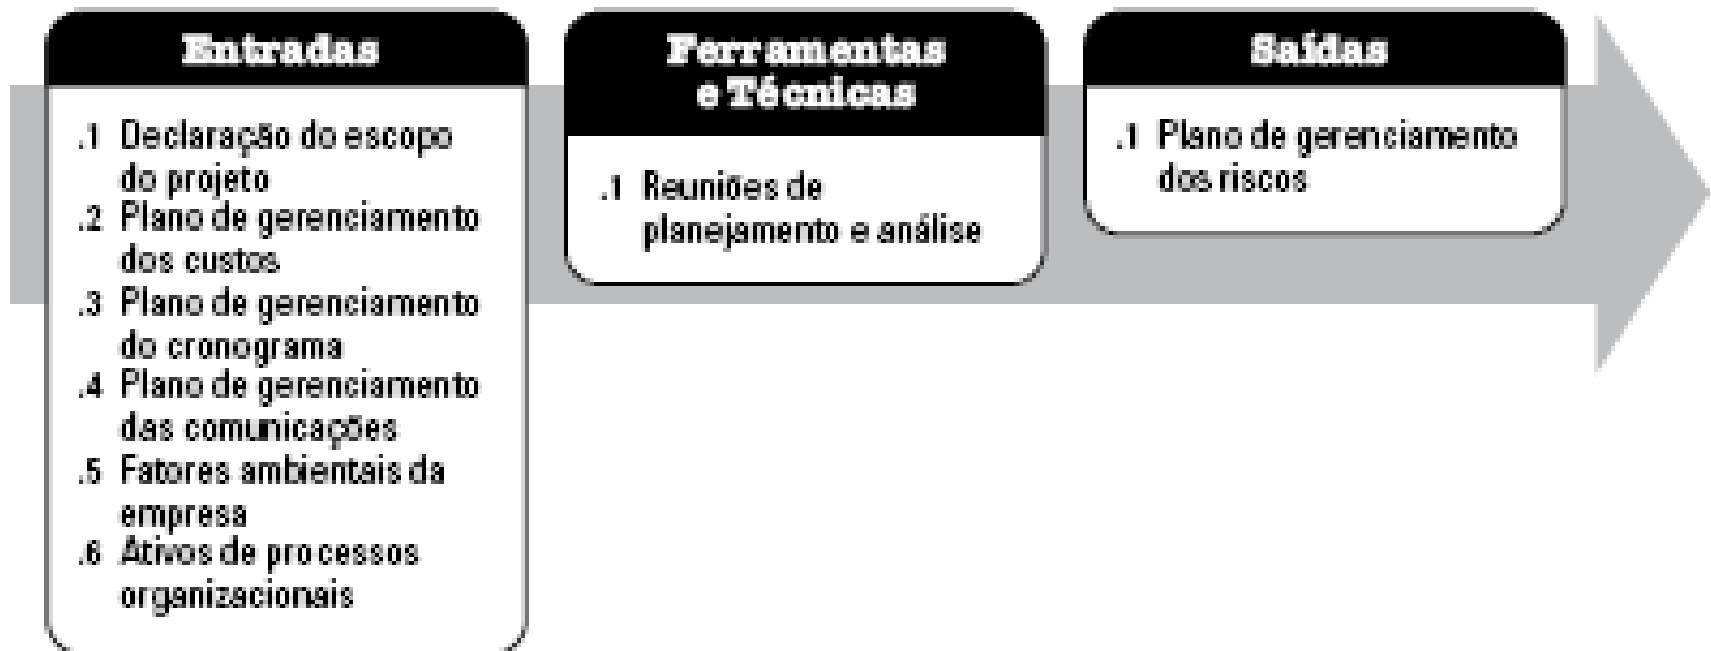 Entradas
.1 Declaração do escopo
do projeto
.2 Plano de gerenciamento
dos custos
.3 Plano de gerenciamento
do cronograma
.4 Plano de gerenciamento
das comunicações
.5 Fatores ambientais da
empresa
.6 Ativos de processos
organizacionais
Ferramentas
e Técnicas
.1 Reuniões de
planejamento e análise
Saídas
.1 Plano de gerenciamento
dos riscos